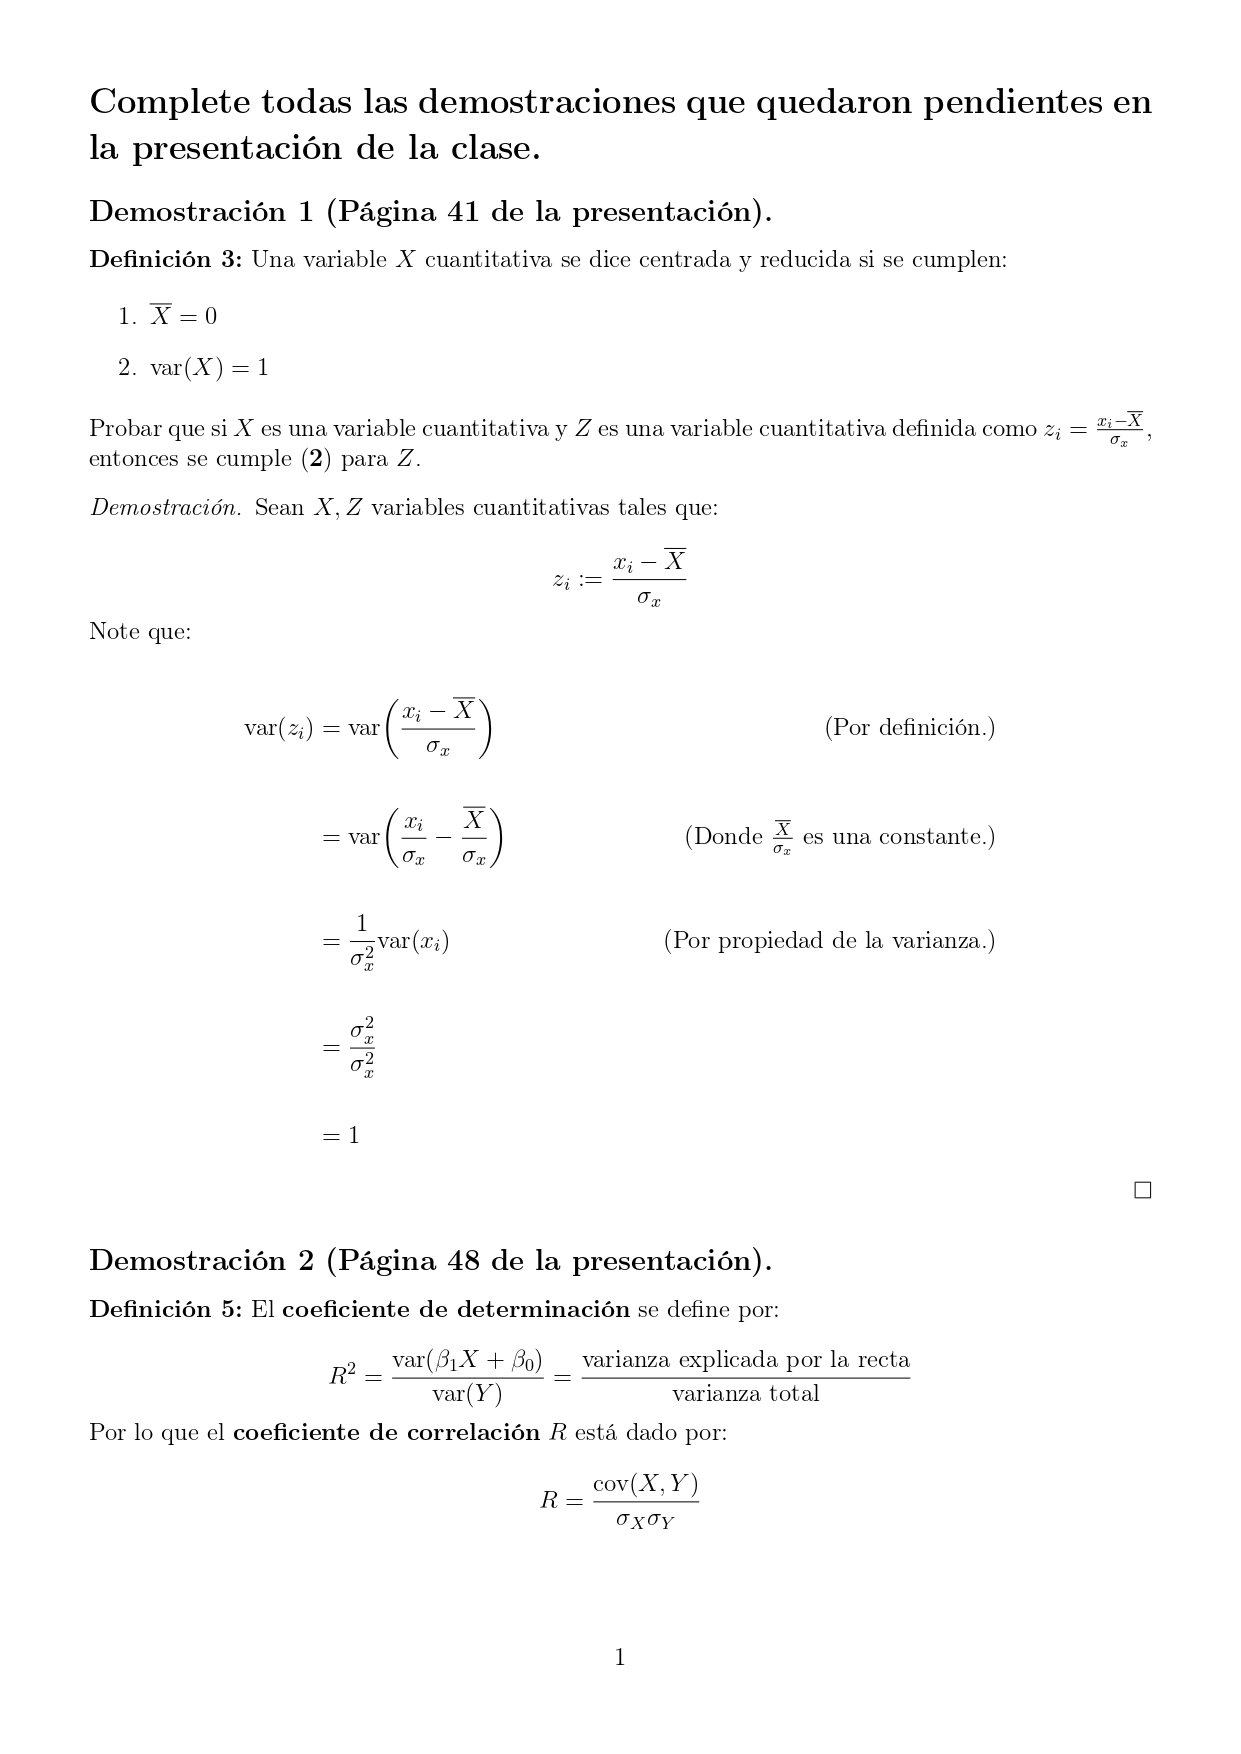 Complete todas las demostraciones que quedaron pendientes en
la presentación de la clase.
Demostración 1 (Página 41 de la presentación).
Definición 3: Una variable X cuantitativa se dice centrada y reducida si se cumplen:
1. X̅ = 0
2. var(X) = 1
Probar que si X es una variable cuantitativa y Z es una variable cuantitativa definida como $z_i = \frac{x_i - \overline{X}}{\sigma_x}$,
entonces se cumple (2) para Z.
Demostración. Sean X, Z variables cuantitativas tales que:
$z_i := \frac{x_i - \overline{X}}{\sigma_x}$
Note que:
$\text{var}(z_i) = \text{var}\left(\frac{x_i - \overline{X}}{\sigma_x}\right)$ (Por definición.)
$= \text{var}\left(\frac{x_i}{\sigma_x} - \frac{\overline{X}}{\sigma_x}\right)$ (Donde $\frac{\overline{X}}{\sigma_x}$ es una constante.)
$= \frac{1}{\sigma_x^2}\text{var}(x_i)$ (Por propiedad de la varianza.)
$= \frac{\sigma_x^2}{\sigma_x^2}$
= 1
□
Demostración 2 (Página 48 de la presentación).
Definición 5: El coeficiente de determinación se define por:
$R^2 = \frac{\text{var}(\beta_1 X + \beta_0)}{\text{var}(Y)} = \frac{\text{varianza explicada por la recta}}{\text{varianza total}}$
Por lo que el coeficiente de correlación R está dado por:
$R = \frac{\text{cov}(X, Y)}{\sigma_X \sigma_Y}$
1